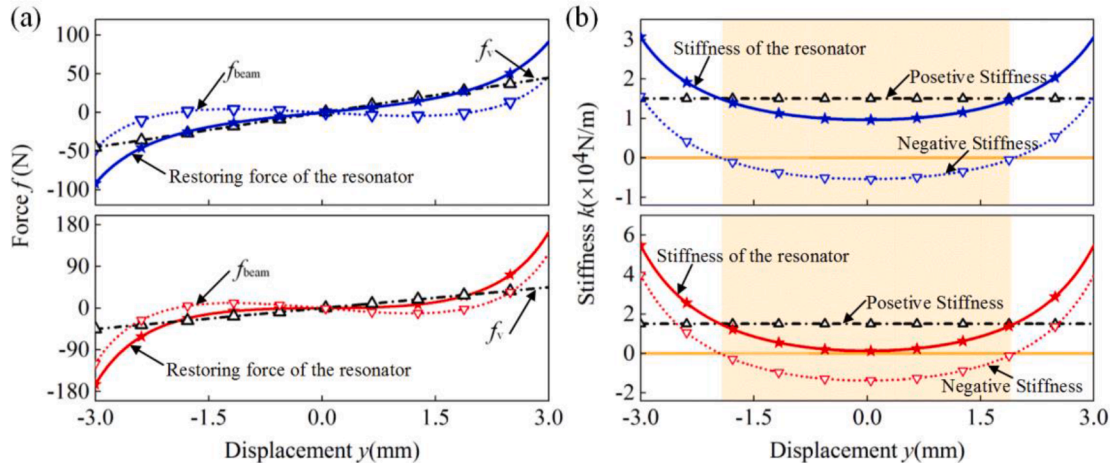 (a)
100
50
0
-50
-100
f_beam
f_v
Restoring force of the resonator
180
90
0
-90
-180
f_beam
f_v
Restoring force of the resonator
Force f (N)
-3.0 -1.5 0.0 1.5 3.0
Displacement y(mm)
(b)
3
2
1
0
-1
Stiffness of the resonator
Posetive Stiffness
Negative Stiffness
6
4
2
0
-2
Stiffness of the resonator
Posetive Stiffness
Negative Stiffness
Stiffness k(×10⁴N/m)
-3.0 -1.5 0.0 1.5 3.0
Displacement y(mm)